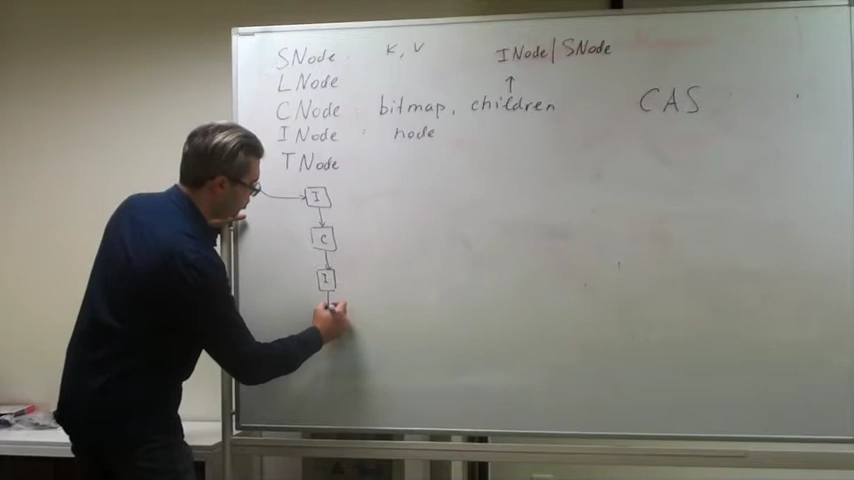 SNode : K, V INode/SNode
LNode ↑
CNode : bitmap, children CAS
INode : node
TNode
I
C
I